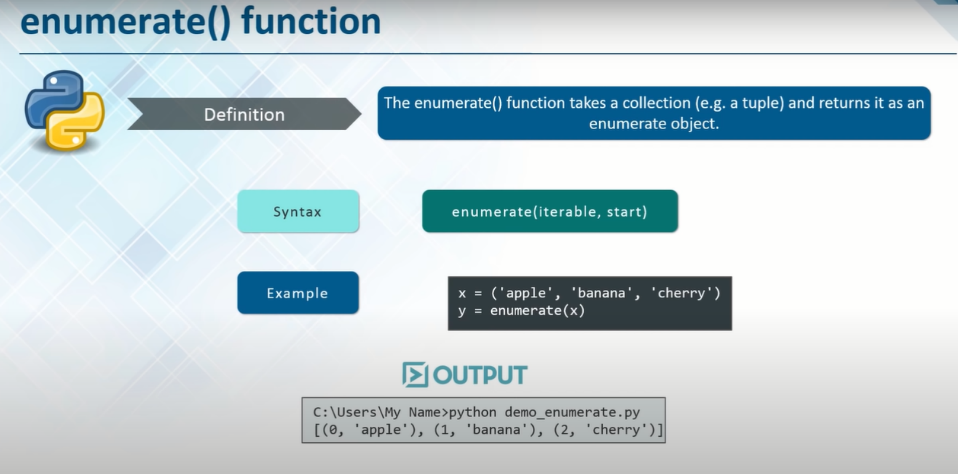 enumerate() function
Definition
The enumerate() function takes a collection (e.g. a tuple) and returns it as an
enumerate object.
Syntax
enumerate(iterable, start)
Example
x = ('apple', 'banana', 'cherry')
y = enumerate(x)
OUTPUT
C:\Users\My Name>python demo_enumerate.py
[(0, 'apple'), (1, 'banana'), (2, 'cherry')]